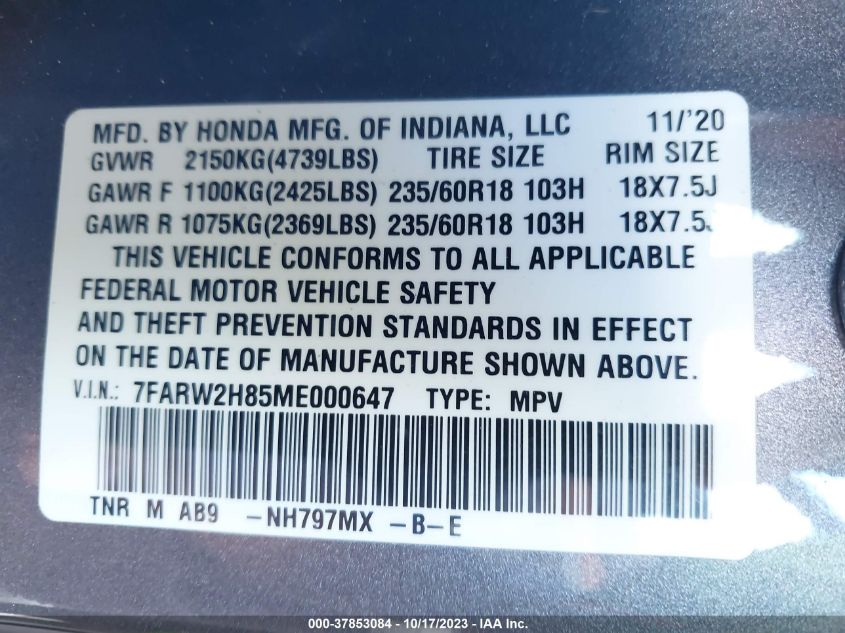 MFD. BY HONDA MFG. OF INDIANA, LLC 11/'20
GVWR 2150KG(4739LBS) TIRE SIZE RIM SIZE
GAWR F 1100KG(2425LBS) 235/60R18 103H 18X7.5J
GAWR R 1075KG(2369LBS) 235/60R18 103H 18X7.5J
THIS VEHICLE CONFORMS TO ALL APPLICABLE
FEDERAL MOTOR VEHICLE SAFETY
AND THEFT PREVENTION STANDARDS IN EFFECT
ON THE DATE OF MANUFACTURE SHOWN ABOVE.
V.I.N.: 7FARW2H85ME000647 TYPE: MPV
TNR M AB9 -NH797MX -B-E
000-37853084 - 10/17/2023 - IAA Inc.